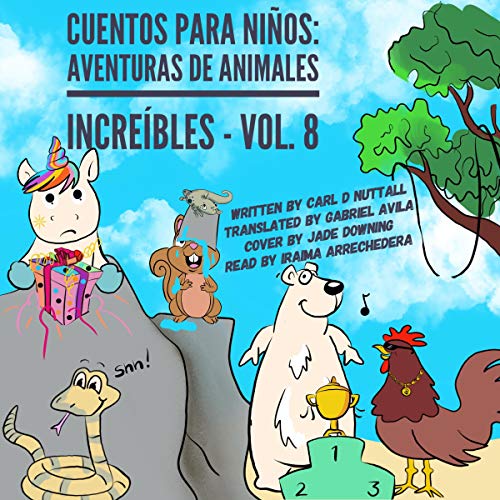 CUENTOS PARA NIÑOS:
AVENTURAS DE ANIMALES
INCREÍBLES - VOL. 8
WRITTEN BY CARL D NUTTALL
TRANSLATED BY GABRIEL AVILA
COVER BY JADE DOWNING
READ BY IRAIMA ARRECHEDERA
snn!
1
2 3